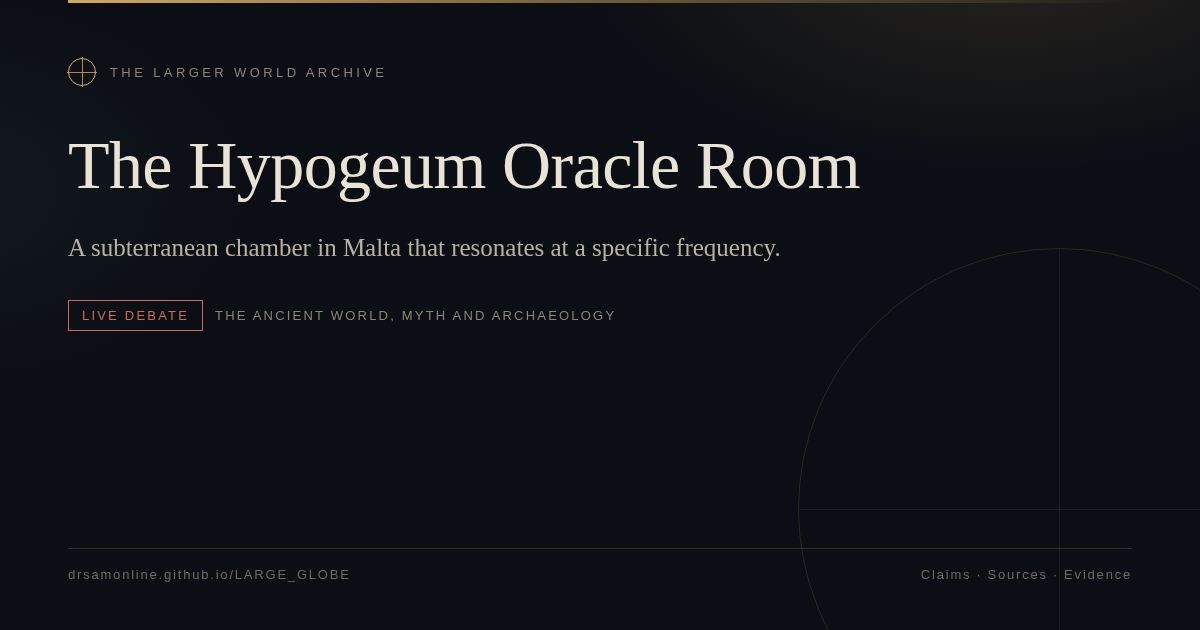 THE LARGER WORLD ARCHIVE
The Hypogeum Oracle Room
A subterranean chamber in Malta that resonates at a specific frequency.
LIVE DEBATE THE ANCIENT WORLD, MYTH AND ARCHAEOLOGY
drsamonline.github.io/LARGE_GLOBE Claims · Sources · Evidence